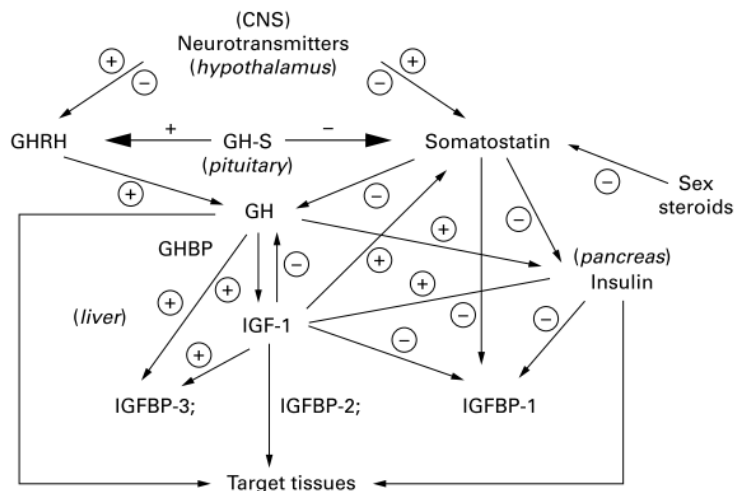 (CNS)
Neurotransmitters
(hypothalamus)
+ − − +
GHRH + GH-S − Somatostatin
(pituitary)
+ − − Sex
steroids
GH − +
GHBP − + (pancreas)
+ + + Insulin
(liver) IGF-1 − −
+ −
IGFBP-3; IGFBP-2; IGFBP-1
Target tissues